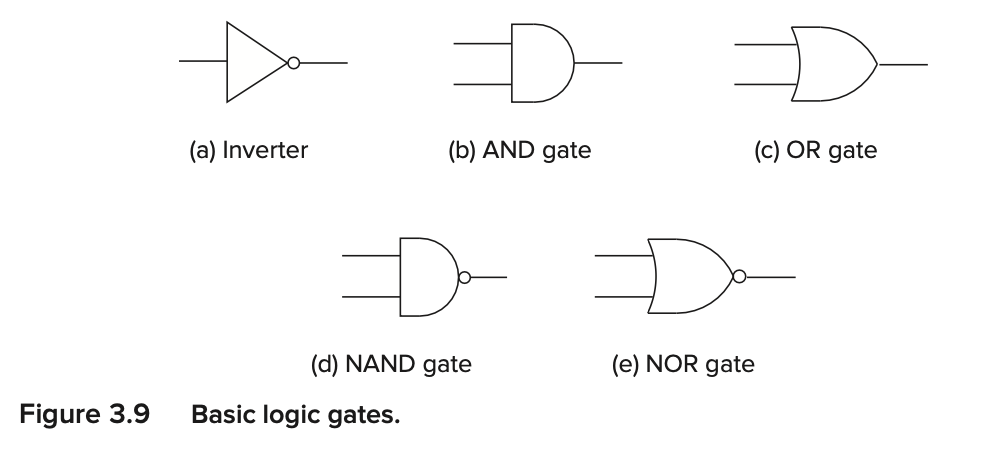 (a) Inverter
(b) AND gate
(c) OR gate
(d) NAND gate
(e) NOR gate
Figure 3.9 Basic logic gates.